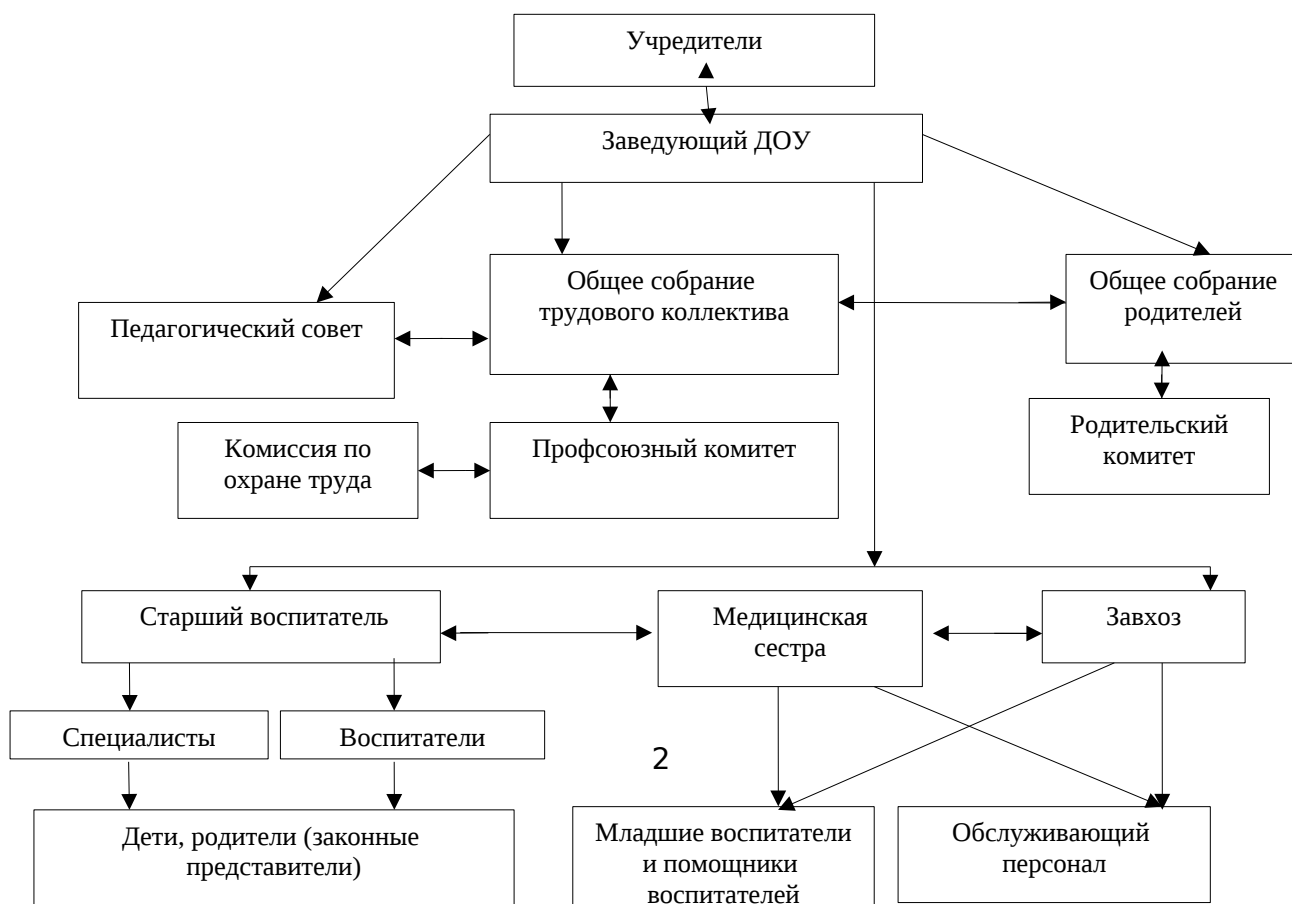 Учредители
Заведующий ДОУ
Общее собрание
трудового коллектива
Общее собрание
родителей
Педагогический совет
Комиссия по
охране труда
Профсоюзный комитет
Родительский
комитет
Старший воспитатель
Медицинская
сестра
Завхоз
Специалисты
Воспитатели
2
Дети, родители (законные
представители)
Младшие воспитатели
и помощники
воспитателей
Обслуживающий
персонал